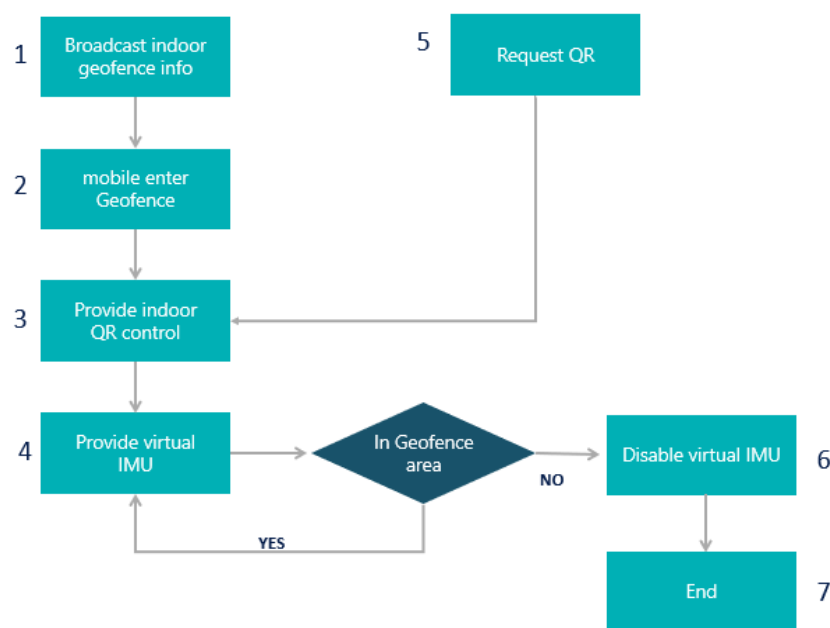 1
Broadcast indoor
geofence info
5
Request QR
2
mobile enter
Geofence
3
Provide indoor
QR control
4
Provide virtual
IMU
In Geofence
area
NO
Disable virtual IMU
6
YES
End
7